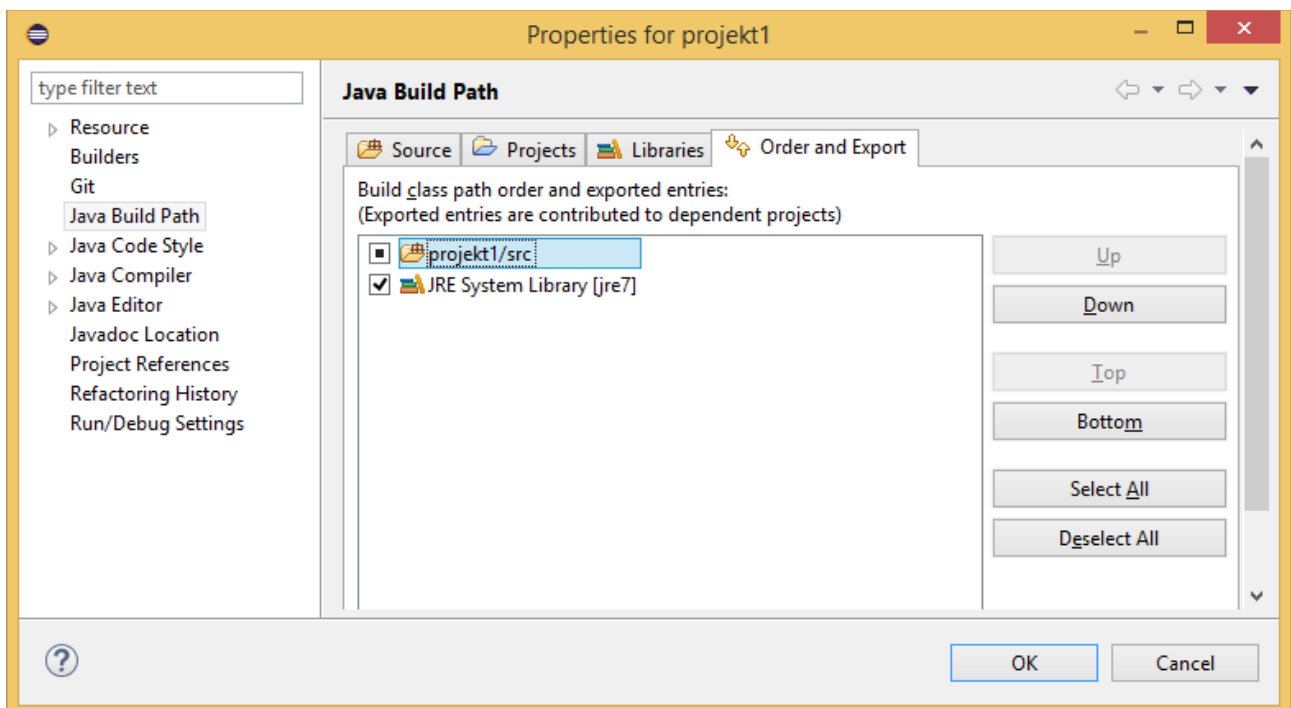 Properties for projekt1
type filter text
Resource
Builders
Git
Java Build Path
Java Code Style
Java Compiler
Java Editor
Javadoc Location
Project References
Refactoring History
Run/Debug Settings
Java Build Path
Source Projects Libraries Order and Export
Build class path order and exported entries:
(Exported entries are contributed to dependent projects)
projekt1/src
JRE System Library [jre7]
Up
Down
Top
Bottom
Select All
Deselect All
?
OK Cancel